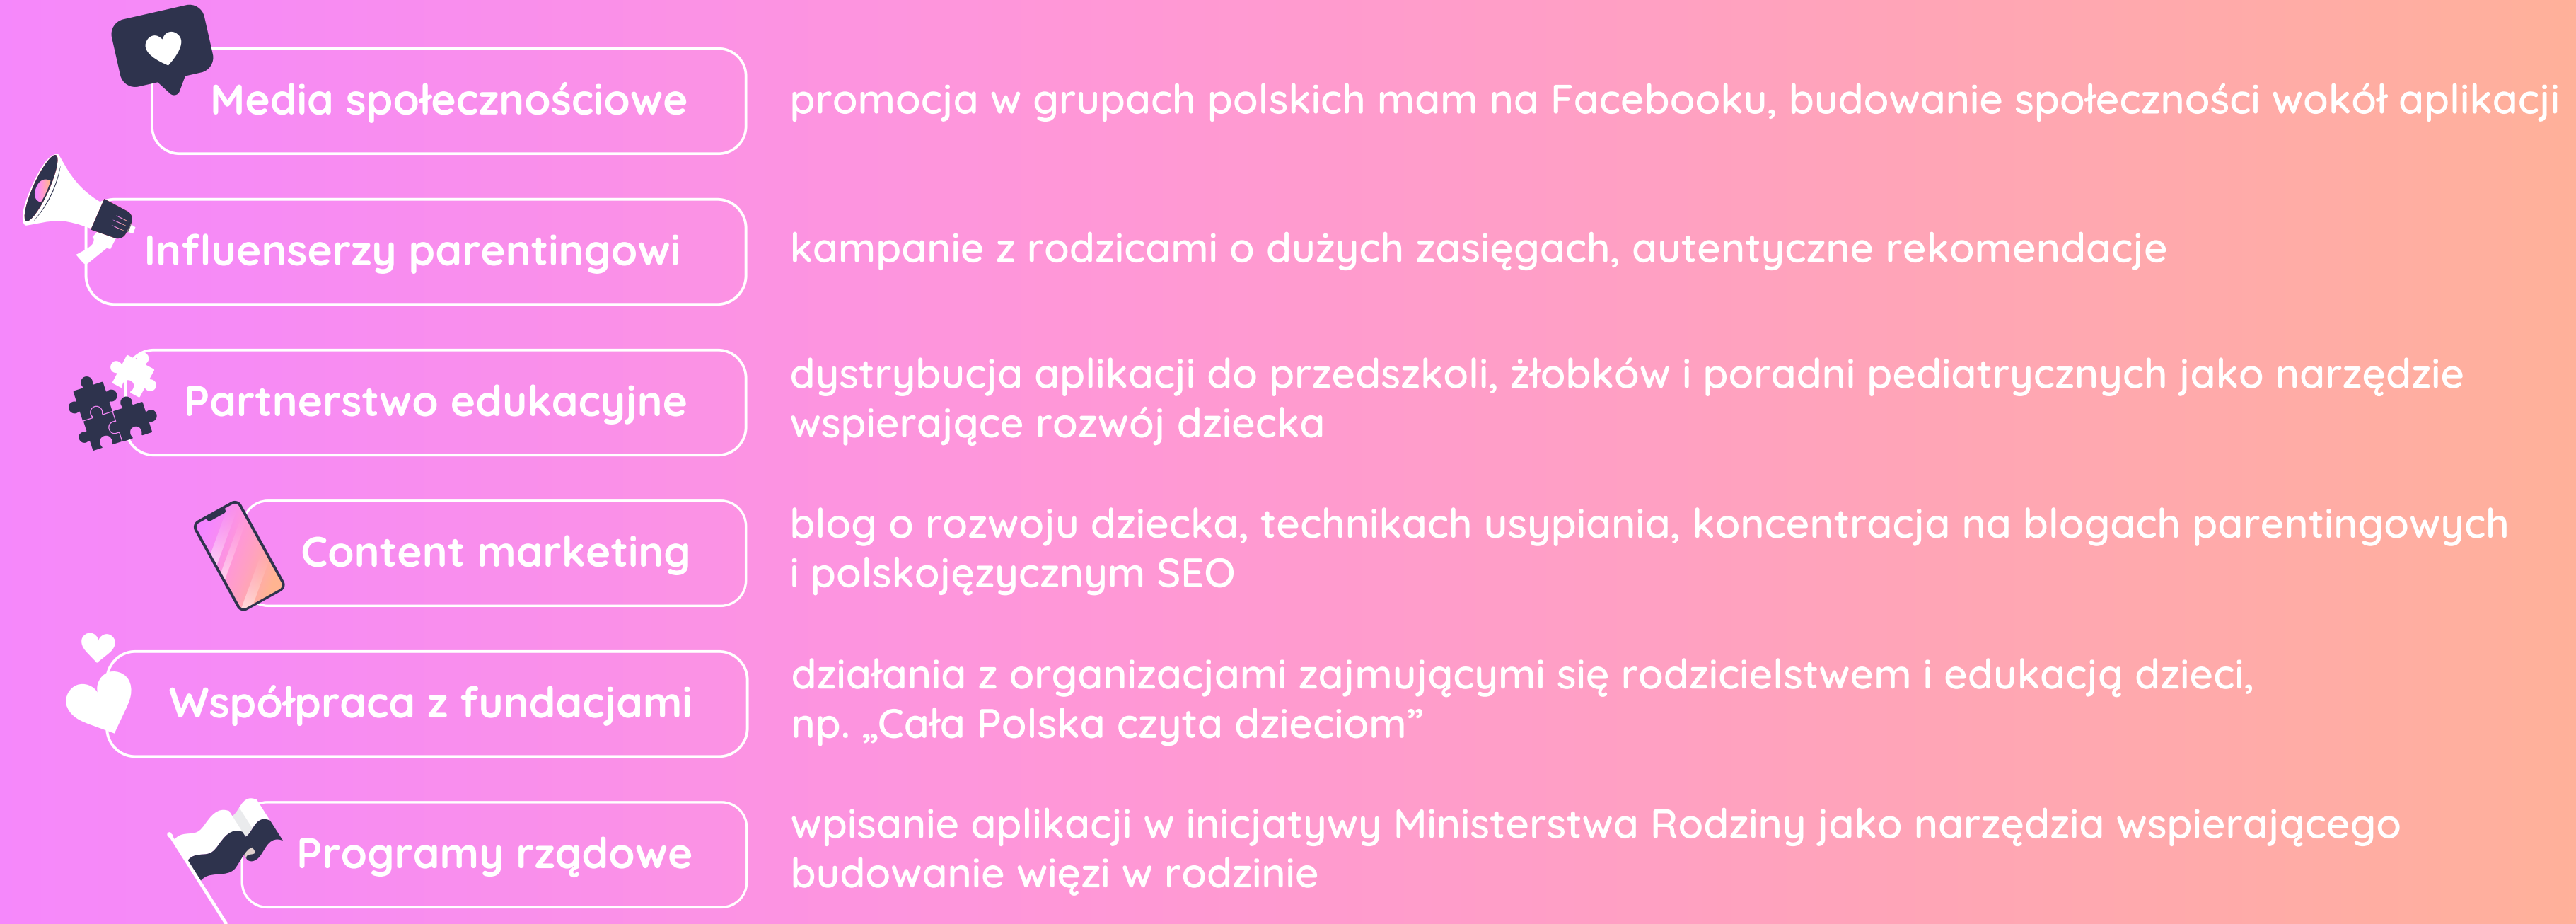 Media społecznościowe
promocja w grupach polskich mam na Facebooku, budowanie społeczności wokół aplikacji
Influenserzy parentingowi
kampanie z rodzicami o dużych zasięgach, autentyczne rekomendacje
Partnerstwo edukacyjne
dystrybucja aplikacji do przedszkoli, żłobków i poradni pediatrycznych jako narzędzie
wspierające rozwój dziecka
Content marketing
blog o rozwoju dziecka, technikach usypiania, koncentracja na blogach parentingowych
i polskojęzycznym SEO
Współpraca z fundacjami
działania z organizacjami zajmującymi się rodzicielstwem i edukacją dzieci,
np. „Cała Polska czyta dzieciom”
Programy rządowe
wpisanie aplikacji w inicjatywy Ministerstwa Rodziny jako narzędzia wspierającego
budowanie więzi w rodzinie